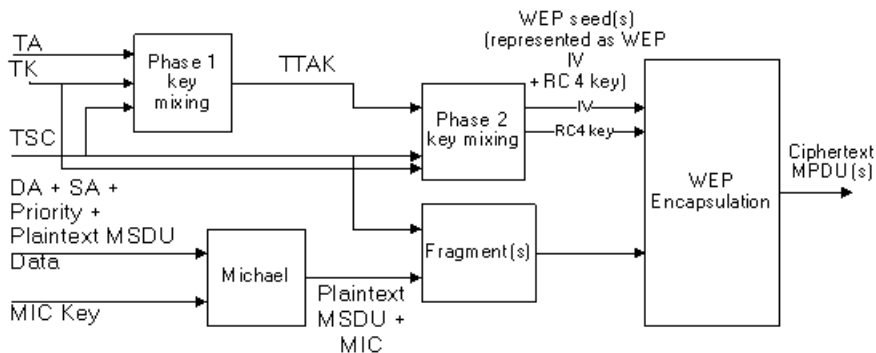 TA
TK
Phase 1
key
mixing
TTAK
WEP seed(s)
(represented as WEP
IV
+ RC4 key)
IV
RC4 key
Phase 2
key mixing
TSC
DA + SA +
Priority +
Plaintext MSDU
Data
MIC Key
Michael
Plaintext
MSDU +
MIC
Fragment(s)
WEP
Encapsulation
Ciphertext
MPDU(s)